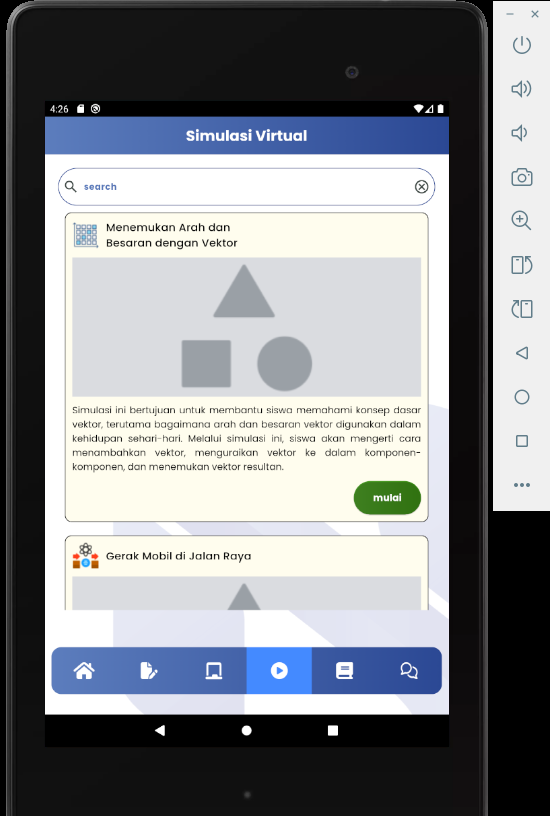 4:26
Simulasi Virtual
search
Menemukan Arah dan
Besaran dengan Vektor
Simulasi ini bertujuan untuk membantu siswa memahami konsep dasar
vektor, terutama bagaimana arah dan besaran vektor digunakan dalam
kehidupan sehari-hari. Melalui simulasi ini, siswa akan mengerti cara
menambahkan vektor, menguraikan vektor ke dalam komponen-
komponen, dan menemukan vektor resultan.
mulai
Gerak Mobil di Jalan Raya